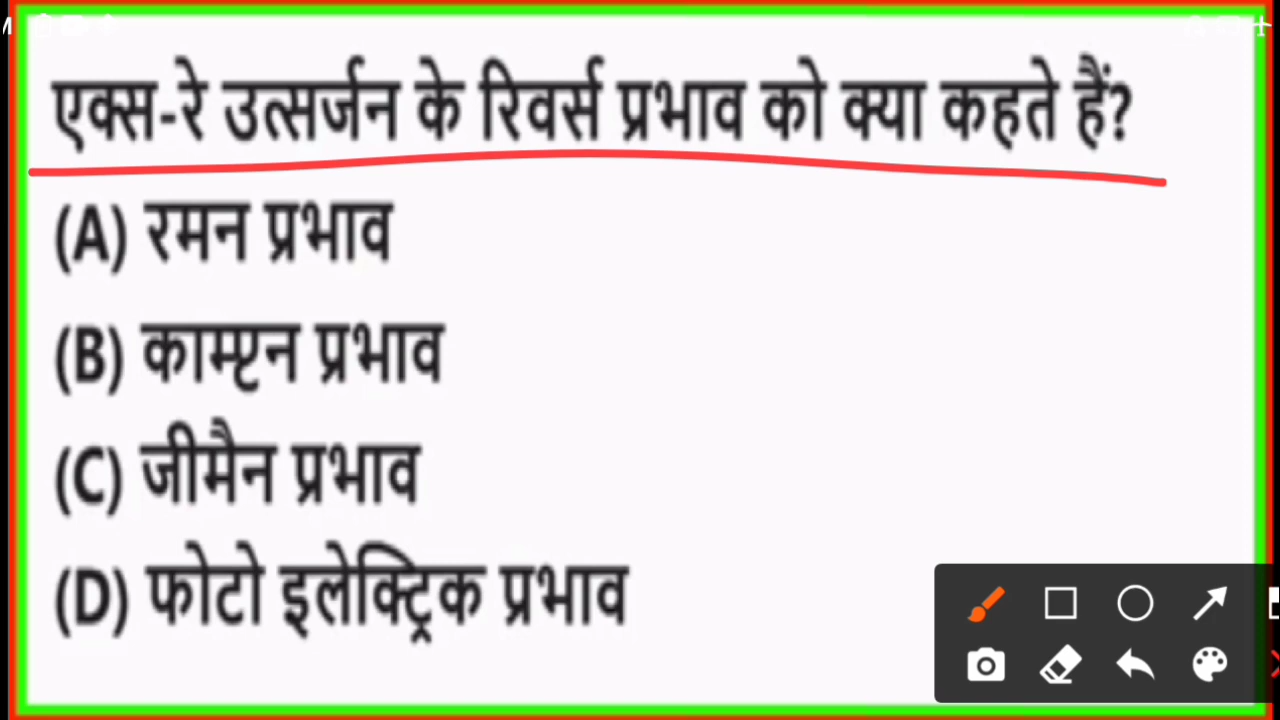 एक्स-रे उत्सर्जन के रिवर्स प्रभाव को क्या कहते हैं?
(A) रमन प्रभाव
(B) काम्प्टन प्रभाव
(C) जीमैन प्रभाव
(D) फोटो इलेक्ट्रिक प्रभाव